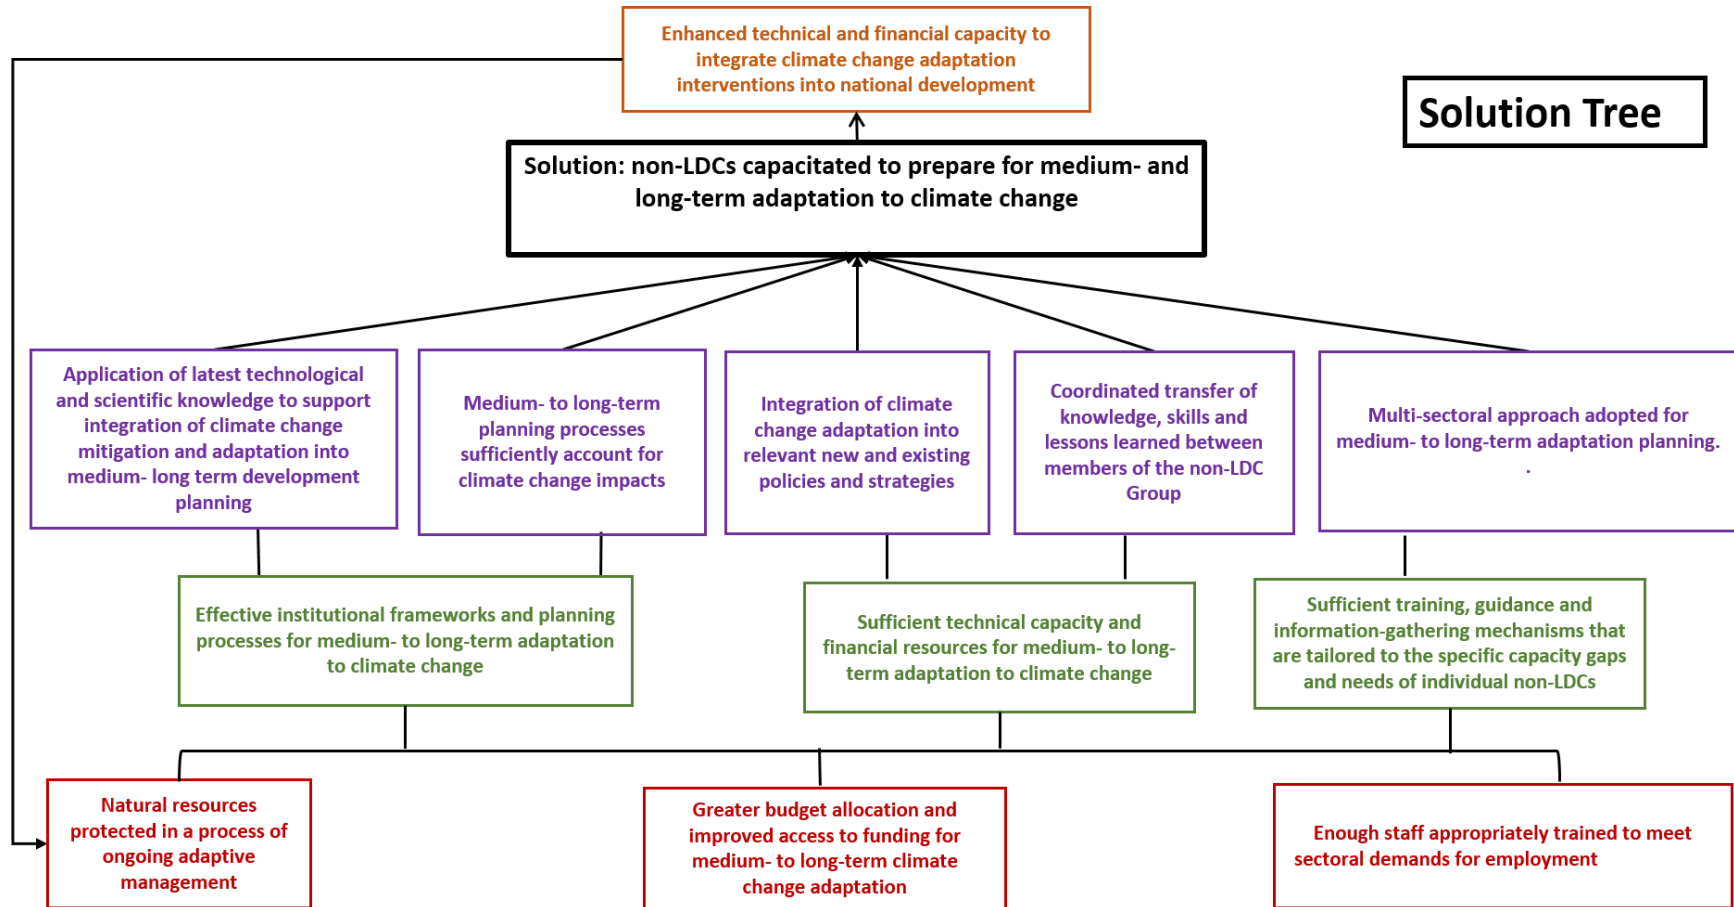 Enhanced technical and financial capacity to
integrate climate change adaptation
interventions into national development
Solution Tree
Solution: non-LDCs capacitated to prepare for medium- and
long-term adaptation to climate change
Application of latest technological
and scientific knowledge to support
integration of climate change
mitigation and adaptation into
medium- long term development
planning
Medium- to long-term
planning processes
sufficiently account for
climate change impacts
Integration of climate
change adaptation into
relevant new and existing
policies and strategies
Coordinated transfer of
knowledge, skills and
lessons learned between
members of the non-LDC
Group
Multi-sectoral approach adopted for
medium- to long-term adaptation planning.
.
Effective institutional frameworks and planning
processes for medium- to long-term adaptation
to climate change
Sufficient technical capacity and
financial resources for medium- to long-
term adaptation to climate change
Sufficient training, guidance and
information-gathering mechanisms that
are tailored to the specific capacity gaps
and needs of individual non-LDCs
Natural resources
protected in a process of
ongoing adaptive
management
Greater budget allocation and
improved access to funding for
medium- to long-term climate
change adaptation
Enough staff appropriately trained to meet
sectoral demands for employment